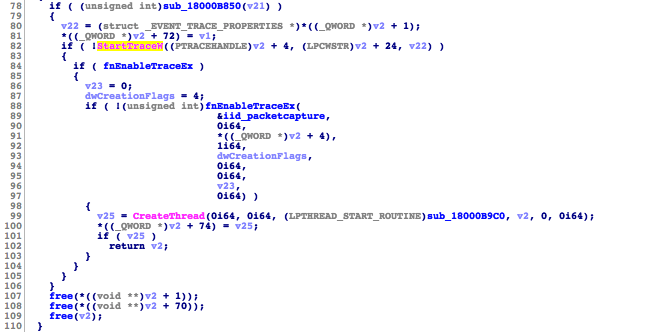 78 if ( (unsigned int)sub_18000B850(v21) )
79 {
80 v22 = (struct _EVENT_TRACE_PROPERTIES *)*((_QWORD *)v2 + 1);
81 *((_QWORD *)v2 + 72) = v1;
82 if ( !StartTraceW((PTRACEHANDLE)v2 + 4, (LPCWSTR)v2 + 24, v22) )
83 {
84 if ( fnEnableTraceEx )
85 {
86 v23 = 0;
87 dwCreationFlags = 4;
88 if ( !(unsigned int)fnEnableTraceEx(
89 &iid_packetcapture,
90 0i64,
91 *((_QWORD *)v2 + 4),
92 1i64,
93 dwCreationFlags,
94 0i64,
95 0i64,
96 v23,
97 0i64) )
98 {
99 v25 = CreateThread(0i64, 0i64, (LPTHREAD_START_ROUTINE)sub_18000B9C0, v2, 0, 0i64);
100 *((_QWORD *)v2 + 74) = v25;
101 if ( v25 )
102 return v2;
103 }
104 }
105 }
106 }
107 free(*((void **)v2 + 1));
108 free(*((void **)v2 + 70));
109 free(v2);
110 }